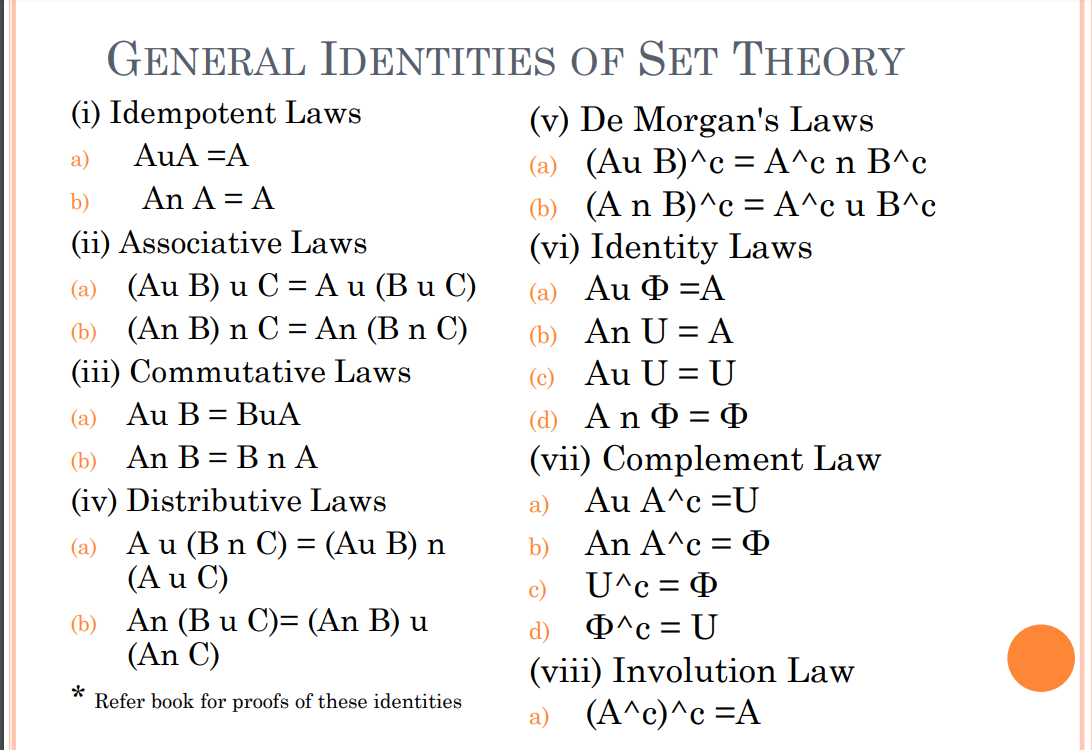 GENERAL IDENTITIES OF SET THEORY
(i) Idempotent Laws
a) AuA =A
b) An A = A
(ii) Associative Laws
(a) (Au B) u C = A u (B u C)
(b) (An B) n C = An (B n C)
(iii) Commutative Laws
(a) Au B = BuA
(b) An B = B n A
(iv) Distributive Laws
(a) A u (B n C) = (Au B) n
(A u C)
(b) An (B u C)= (An B) u
(An C)
* Refer book for proofs of these identities
(v) De Morgan's Laws
(a) (Au B)^c = A^c n B^c
(b) (A n B)^c = A^c u B^c
(vi) Identity Laws
(a) Au Φ =A
(b) An U = A
(c) Au U = U
(d) A n Φ = Φ
(vii) Complement Law
a) Au A^c =U
b) An A^c = Φ
c) U^c = Φ
d) Φ^c = U
(viii) Involution Law
a) (A^c)^c =A